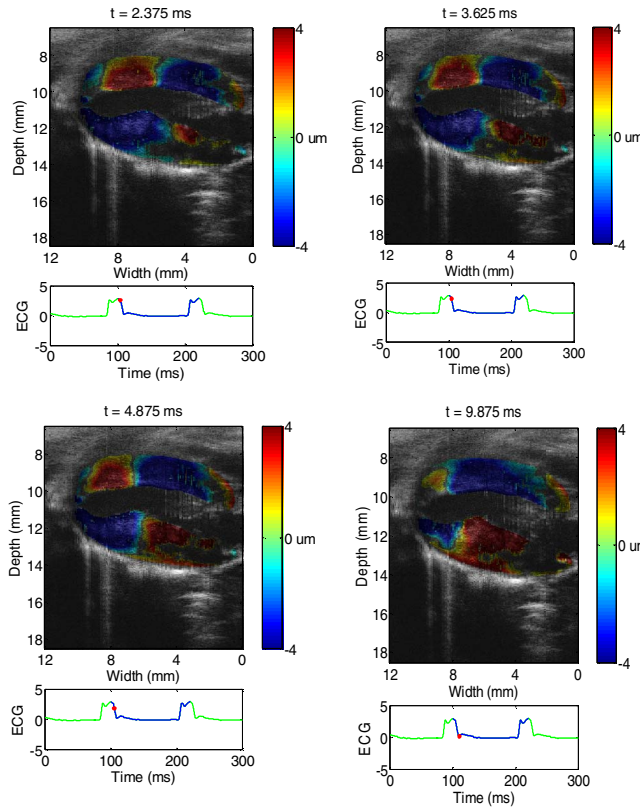 t = 2.375 ms
8
10
12
14
16
18
Depth (mm)
12 8 4 0
Width (mm)
4
0 um
-4
5
0
-5
ECG
0 100 200 300
Time (ms)
t = 3.625 ms
8
10
12
14
16
18
Depth (mm)
12 8 4 0
Width (mm)
4
0 um
-4
5
0
-5
ECG
0 100 200 300
Time (ms)
t = 4.875 ms
8
10
12
14
16
18
Depth (mm)
12 8 4 0
Width (mm)
4
0 um
-4
5
0
-5
ECG
0 100 200 300
Time (ms)
t = 9.875 ms
8
10
12
14
16
18
Depth (mm)
12 8 4 0
Width (mm)
4
0 um
-4
5
0
-5
E C G
0 100 200 300
Time (ms)